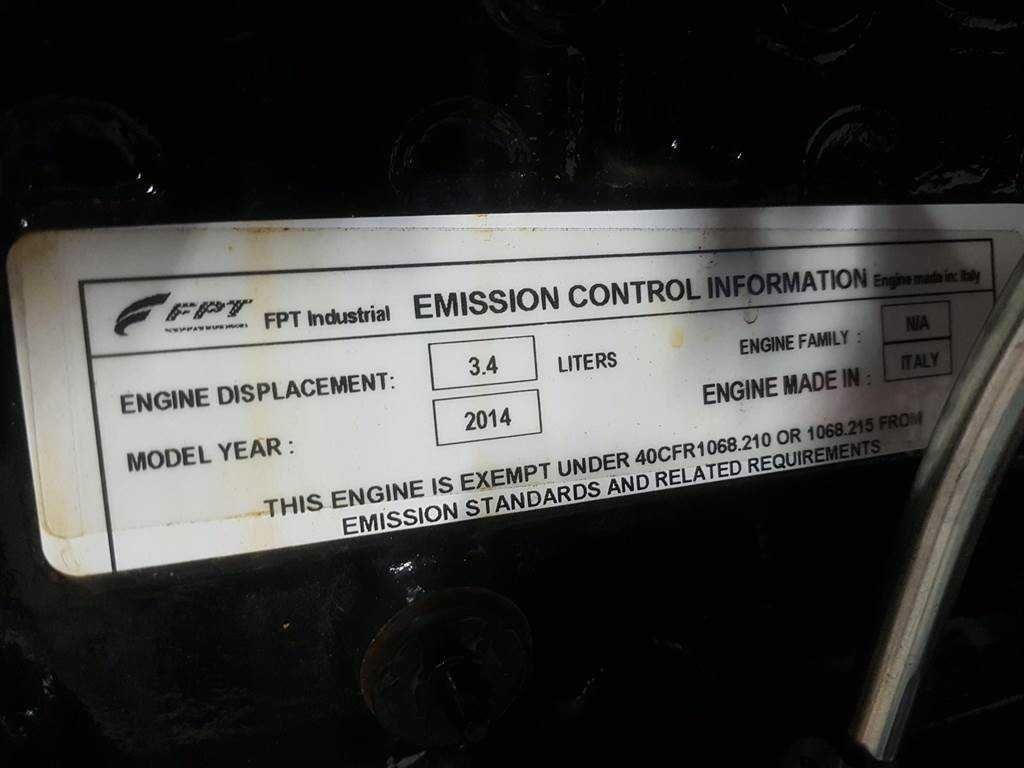 FPT FPT Industrial EMISSION CONTROL INFORMATION Engine made in: Italy
ENGINE DISPLACEMENT: 3.4 LITERS ENGINE FAMILY : N/A
MODEL YEAR : 2014 ENGINE MADE IN : ITALY
THIS ENGINE IS EXEMPT UNDER 40CFR1068.210 OR 1068.215 FROM
EMISSION STANDARDS AND RELATED REQUIREMENTS